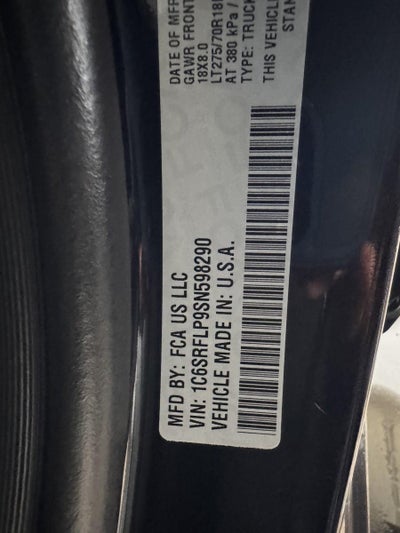 DATE OF MFR
GAWR FRONT
18X8.0
LT275/70R18
AT 380 kPa /
TYPE: TRUCK
THIS VEHICLE
STAN
MFD BY: FCA US LLC
VIN: 1C6SRFLP9SN598290
VEHICLE MADE IN: U.S.A.